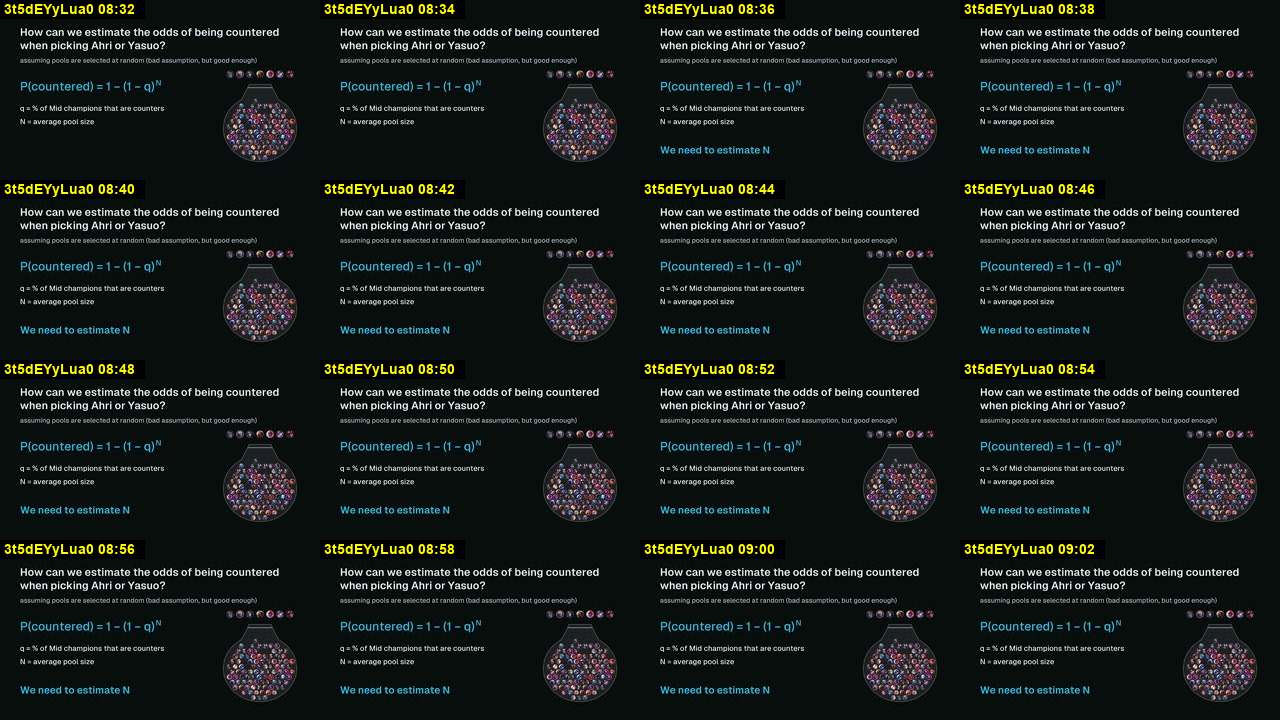 3t5dEYyLua0 08:32
How can we estimate the odds of being countered
when picking Ahri or Yasuo?
assuming pools are selected at random (bad assumption, but good enough)
P(countered) = 1 – (1 – q)^N
q = % of Mid champions that are counters
N = average pool size
3t5dEYyLua0 08:34
How can we estimate the odds of being countered
when picking Ahri or Yasuo?
assuming pools are selected at random (bad assumption, but good enough)
P(countered) = 1 – (1 – q)^N
q = % of Mid champions that are counters
N = average pool size
3t5dEYyLua0 08:36
How can we estimate the odds of being countered
when picking Ahri or Yasuo?
assuming pools are selected at random (bad assumption, but good enough)
P(countered) = 1 – (1 – q)^N
q = % of Mid champions that are counters
N = average pool size
We need to estimate N
3t5dEYyLua0 08:38
How can we estimate the odds of being countered
when picking Ahri or Yasuo?
assuming pools are selected at random (bad assumption, but good enough)
P(countered) = 1 – (1 – q)^N
q = % of Mid champions that are counters
N = average pool size
We need to estimate N
3t5dEYyLua0 08:40
How can we estimate the odds of being countered
when picking Ahri or Yasuo?
assuming pools are selected at random (bad assumption, but good enough)
P(countered) = 1 – (1 – q)^N
q = % of Mid champions that are counters
N = average pool size
We need to estimate N
3t5dEYyLua0 08:42
How can we estimate the odds of being countered
when picking Ahri or Yasuo?
assuming pools are selected at random (bad assumption, but good enough)
P(countered) = 1 – (1 – q)^N
q = % of Mid champions that are counters
N = average pool size
We need to estimate N
3t5dEYyLua0 08:44
How can we estimate the odds of being countered
when picking Ahri or Yasuo?
assuming pools are selected at random (bad assumption, but good enough)
P(countered) = 1 – (1 – q)^N
q = % of Mid champions that are counters
N = average pool size
We need to estimate N
3t5dEYyLua0 08:46
How can we estimate the odds of being countered
when picking Ahri or Yasuo?
assuming pools are selected at random (bad assumption, but good enough)
P(countered) = 1 – (1 – q)^N
q = % of Mid champions that are counters
N = average pool size
We need to estimate N
3t5dEYyLua0 08:48
How can we estimate the odds of being countered
when picking Ahri or Yasuo?
assuming pools are selected at random (bad assumption, but good enough)
P(countered) = 1 – (1 – q)^N
q = % of Mid champions that are counters
N = average pool size
We need to estimate N
3t5dEYyLua0 08:50
How can we estimate the odds of being countered
when picking Ahri or Yasuo?
assuming pools are selected at random (bad assumption, but good enough)
P(countered) = 1 – (1 – q)^N
q = % of Mid champions that are counters
N = average pool size
We need to estimate N
3t5dEYyLua0 08:52
How can we estimate the odds of being countered
when picking Ahri or Yasuo?
assuming pools are selected at random (bad assumption, but good enough)
P(countered) = 1 – (1 – q)^N
q = % of Mid champions that are counters
N = average pool size
We need to estimate N
3t5dEYyLua0 08:54
How can we estimate the odds of being countered
when picking Ahri or Yasuo?
assuming pools are selected at random (bad assumption, but good enough)
P(countered) = 1 – (1 – q)^N
q = % of Mid champions that are counters
N = average pool size
We need to estimate N
3t5dEYyLua0 08:56
How can we estimate the odds of being countered
when picking Ahri or Yasuo?
assuming pools are selected at random (bad assumption, but good enough)
P(countered) = 1 – (1 – q)^N
q = % of Mid champions that are counters
N = average pool size
We need to estimate N
3t5dEYyLua0 08:58
How can we estimate the odds of being countered
when picking Ahri or Yasuo?
assuming pools are selected at random (bad assumption, but good enough)
P(countered) = 1 – (1 – q)^N
q = % of Mid champions that are counters
N = average pool size
We need to estimate N
3t5dEYyLua0 09:00
How can we estimate the odds of being countered
when picking Ahri or Yasuo?
assuming pools are selected at random (bad assumption, but good enough)
P(countered) = 1 – (1 – q)^N
q = % of Mid champions that are counters
N = average pool size
We need to estimate N
3t5dEYyLua0 09:02
How can we estimate the odds of being countered
when picking Ahri or Yasuo?
assuming pools are selected at random (bad assumption, but good enough)
P(countered) = 1 – (1 – q)^N
q = % of Mid champions that are counters
N = average pool size
We need to estimate N